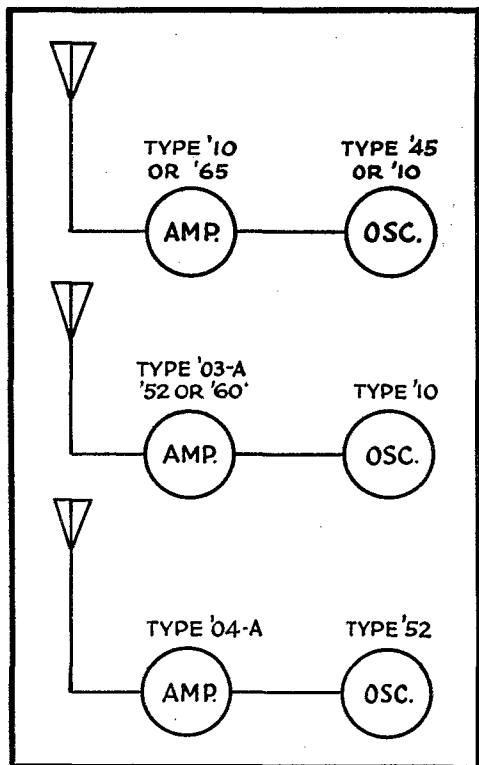 TYPE '10
OR '65
TYPE '45
OR '10
AMP.
OSC.
TYPE '03-A
'52 OR '60'
TYPE '10
AMP.
OSC.
TYPE '04-A
TYPE '52
AMP.
OSC.